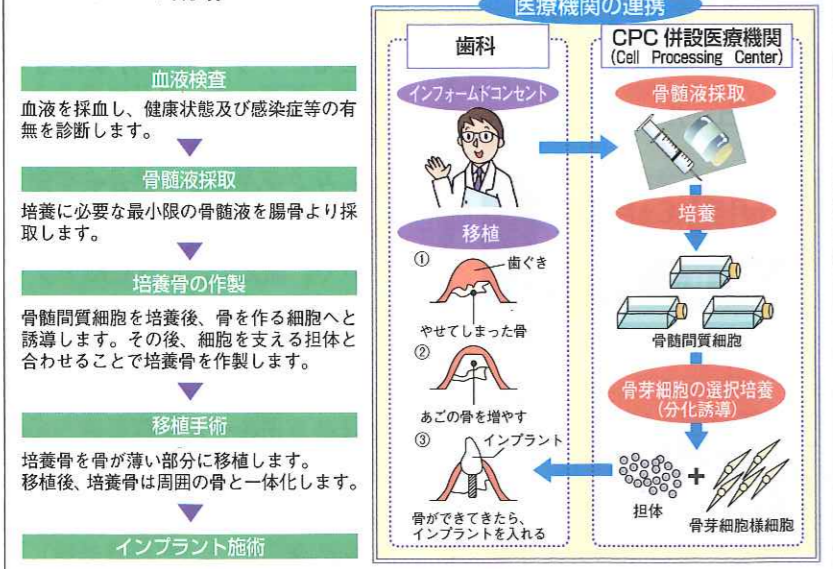 血液検査
血液を採血し、健康状態及び感染症等の有
無を診断します。
骨髄液採取
培養に必要な最小限の骨髄液を腸骨より採
取します。
培養骨の作製
骨髄間質細胞を培養後、骨を作る細胞へと
誘導します。その後、細胞を支える担体と
合わせることで培養骨を作製します。
移植手術
培養骨を骨が薄い部分に移植します。
移植後、培養骨は周囲の骨と一体化します。
インプラント施術
医療機関の連携
歯科
インフォームドコンセント
移植
①
歯ぐき
やせてしまった骨
②
あごの骨を増やす
③
インプラント
骨ができてきたら、
インプラントを入れる
CPC 併設医療機関
(Cell Processing Center)
骨髄液採取
培養
骨髄間質細胞
骨芽細胞の選択培養
(分化誘導)
担体
+
骨芽細胞様細胞